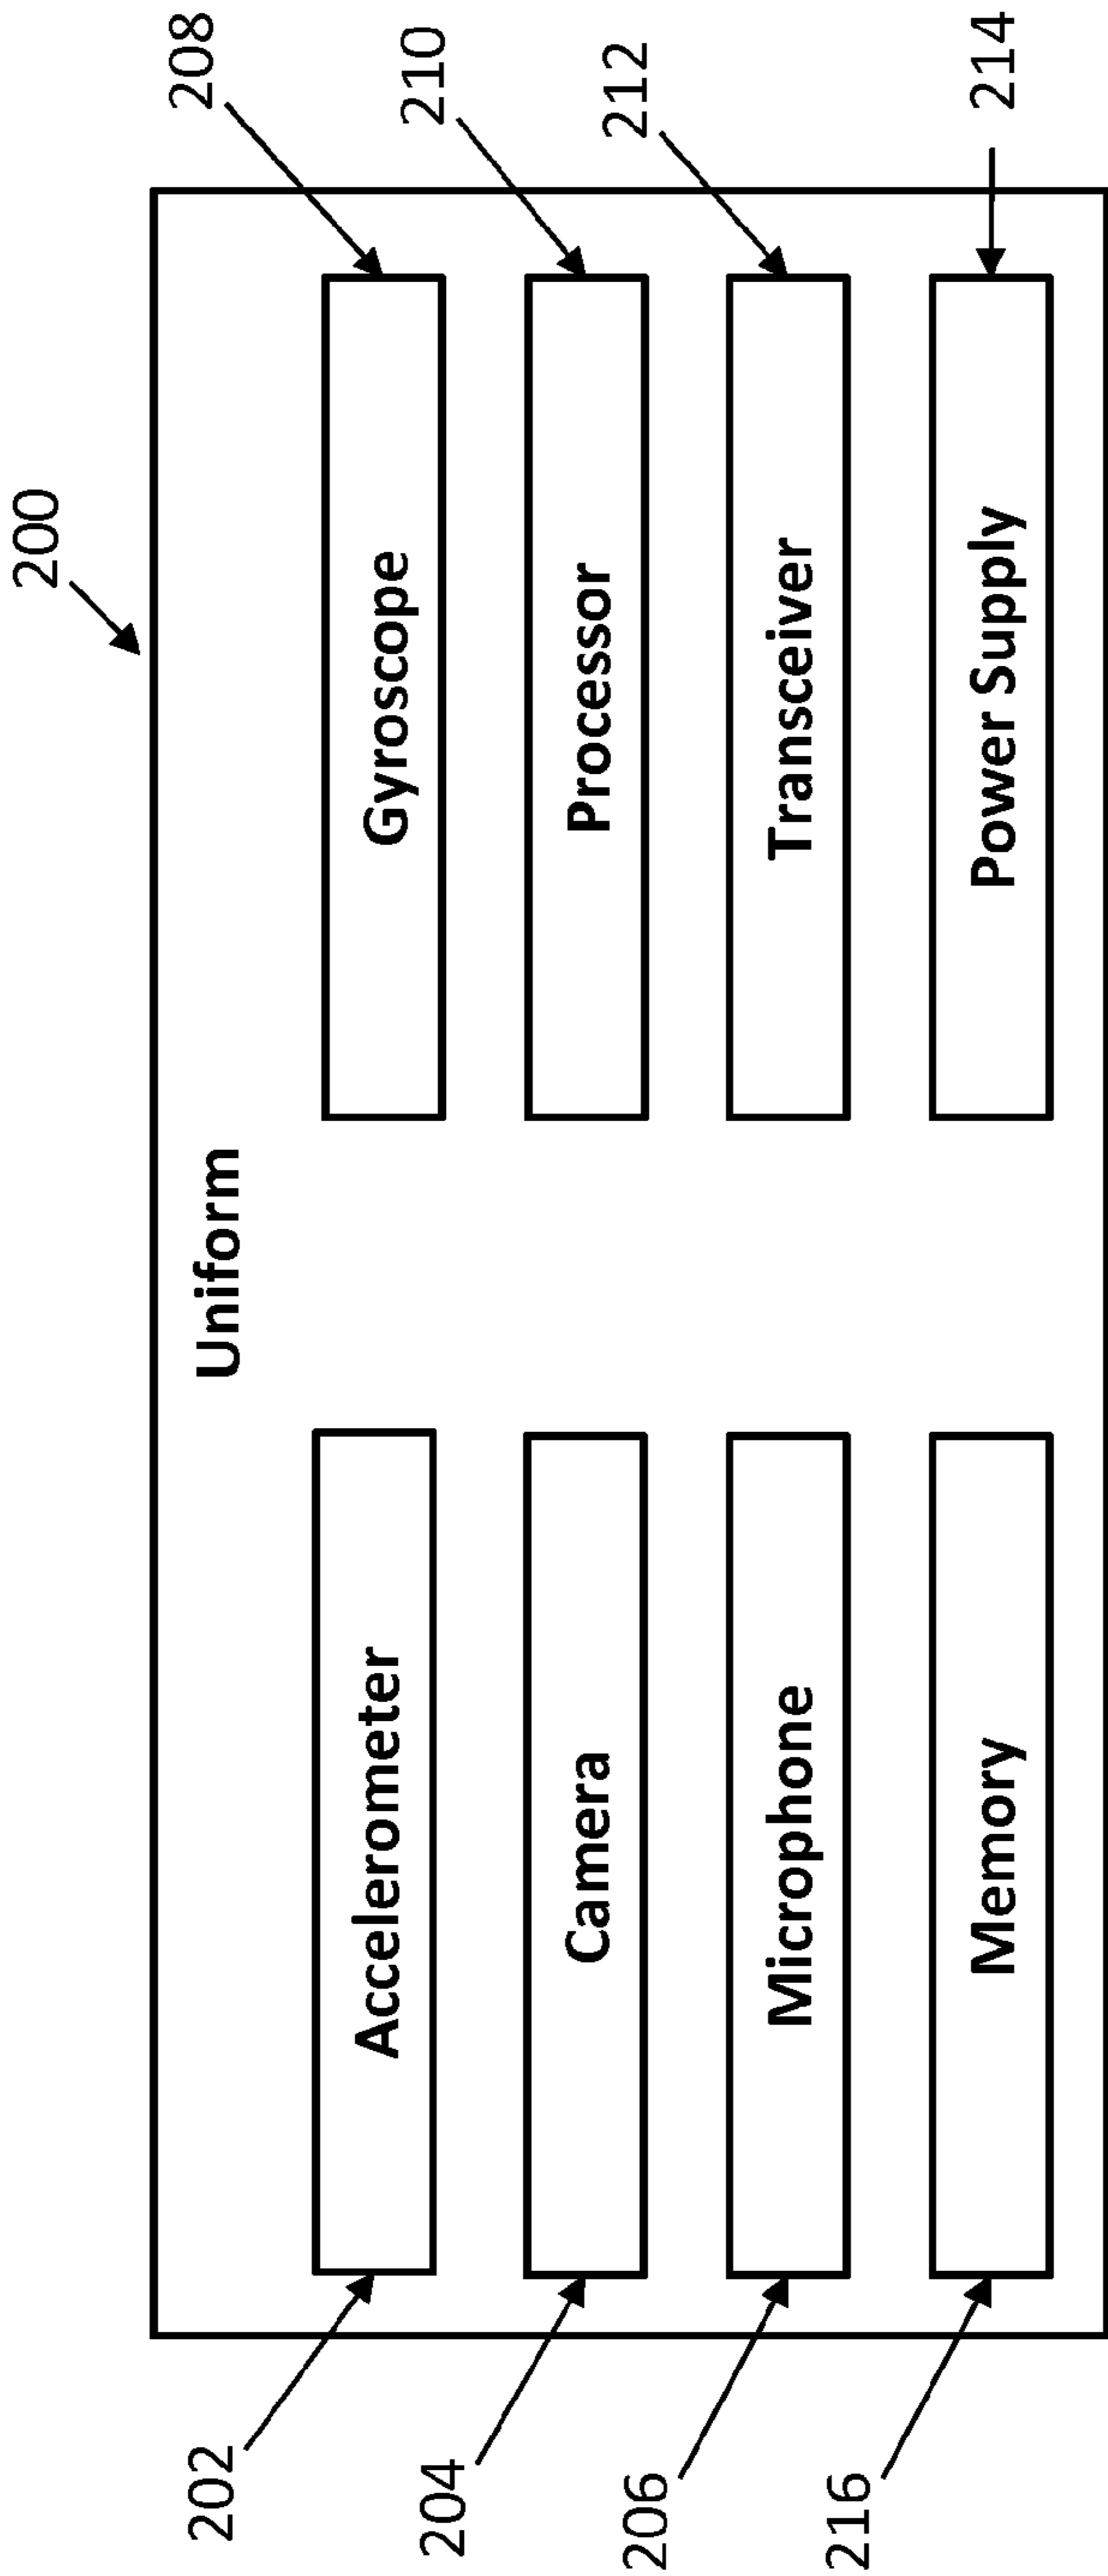 200
Uniform
202
Accelerometer
Gyroscope
208
204
Camera
Processor
210
206
Microphone
Transceiver
212
216
Memory
Power Supply
214